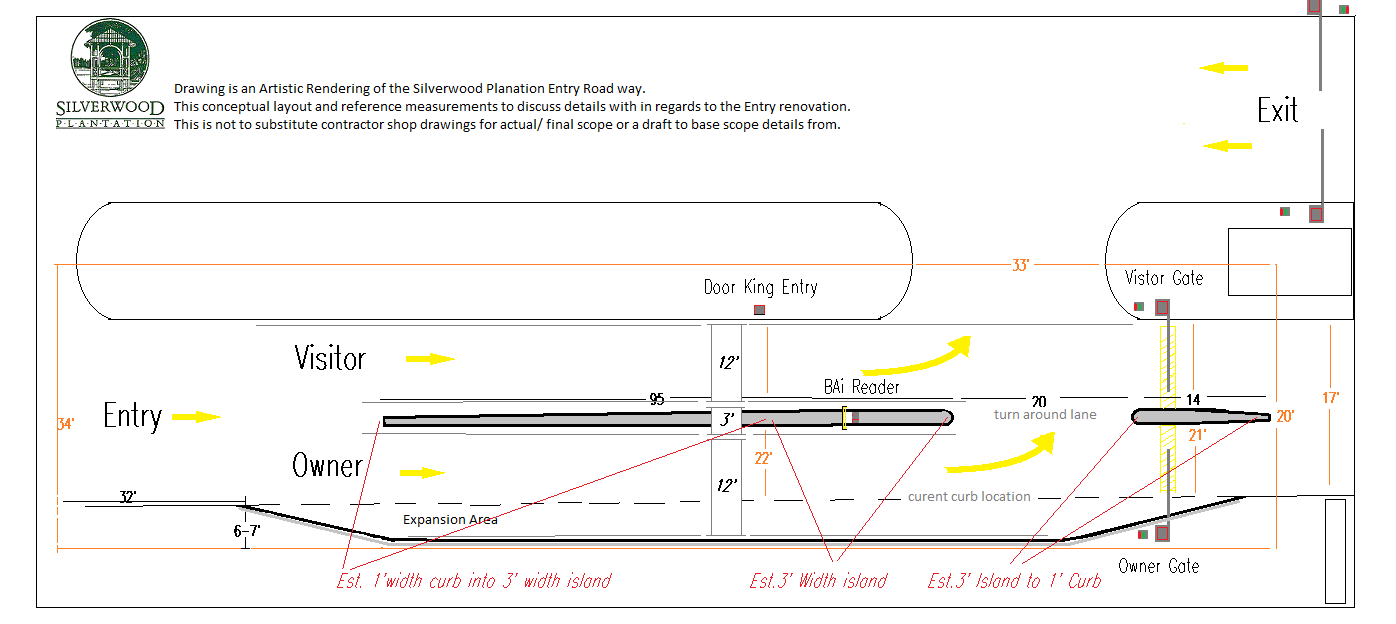 SILVERWOOD
P·L·A·N·T·A·T·I·O·N
Drawing is an Artistic Rendering of the Silverwood Planation Entry Road way.
This conceptual layout and reference measurements to discuss details with in regards to the Entry renovation.
This is not to substitute contractor shop drawings for actual/ final scope or a draft to base scope details from.
Exit
33'
Vistor Gate
Door King Entry
Visitor
12'
BAi Reader
95
20
14
17'
Entry
34'
3'
turn around lane
20'
21'
22'
Owner
12'
32'
curent curb location
6-7'
Expansion Area
Owner Gate
Est. 1'width curb into 3' width island
Est.3' Width island
Est.3' Island to 1' Curb